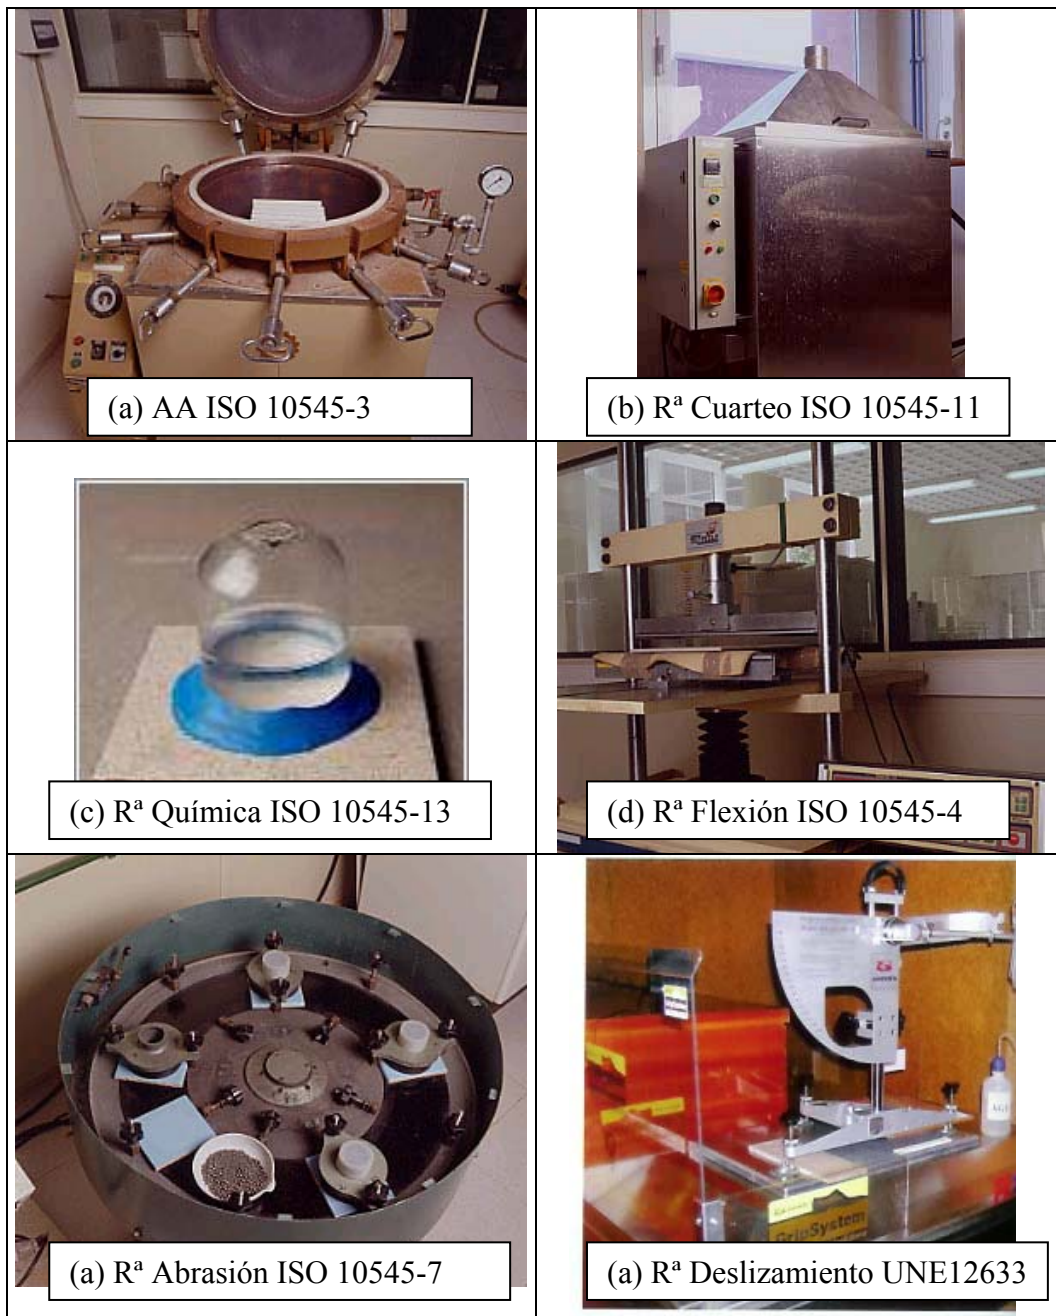 (a) AA ISO 10545-3
(b) Rª Cuarteo ISO 10545-11
(c) Rª Química ISO 10545-13
(d) Rª Flexión ISO 10545-4
(a) Rª Abrasión ISO 10545-7
GripSystem
(a) Rª Deslizamiento UNE12633